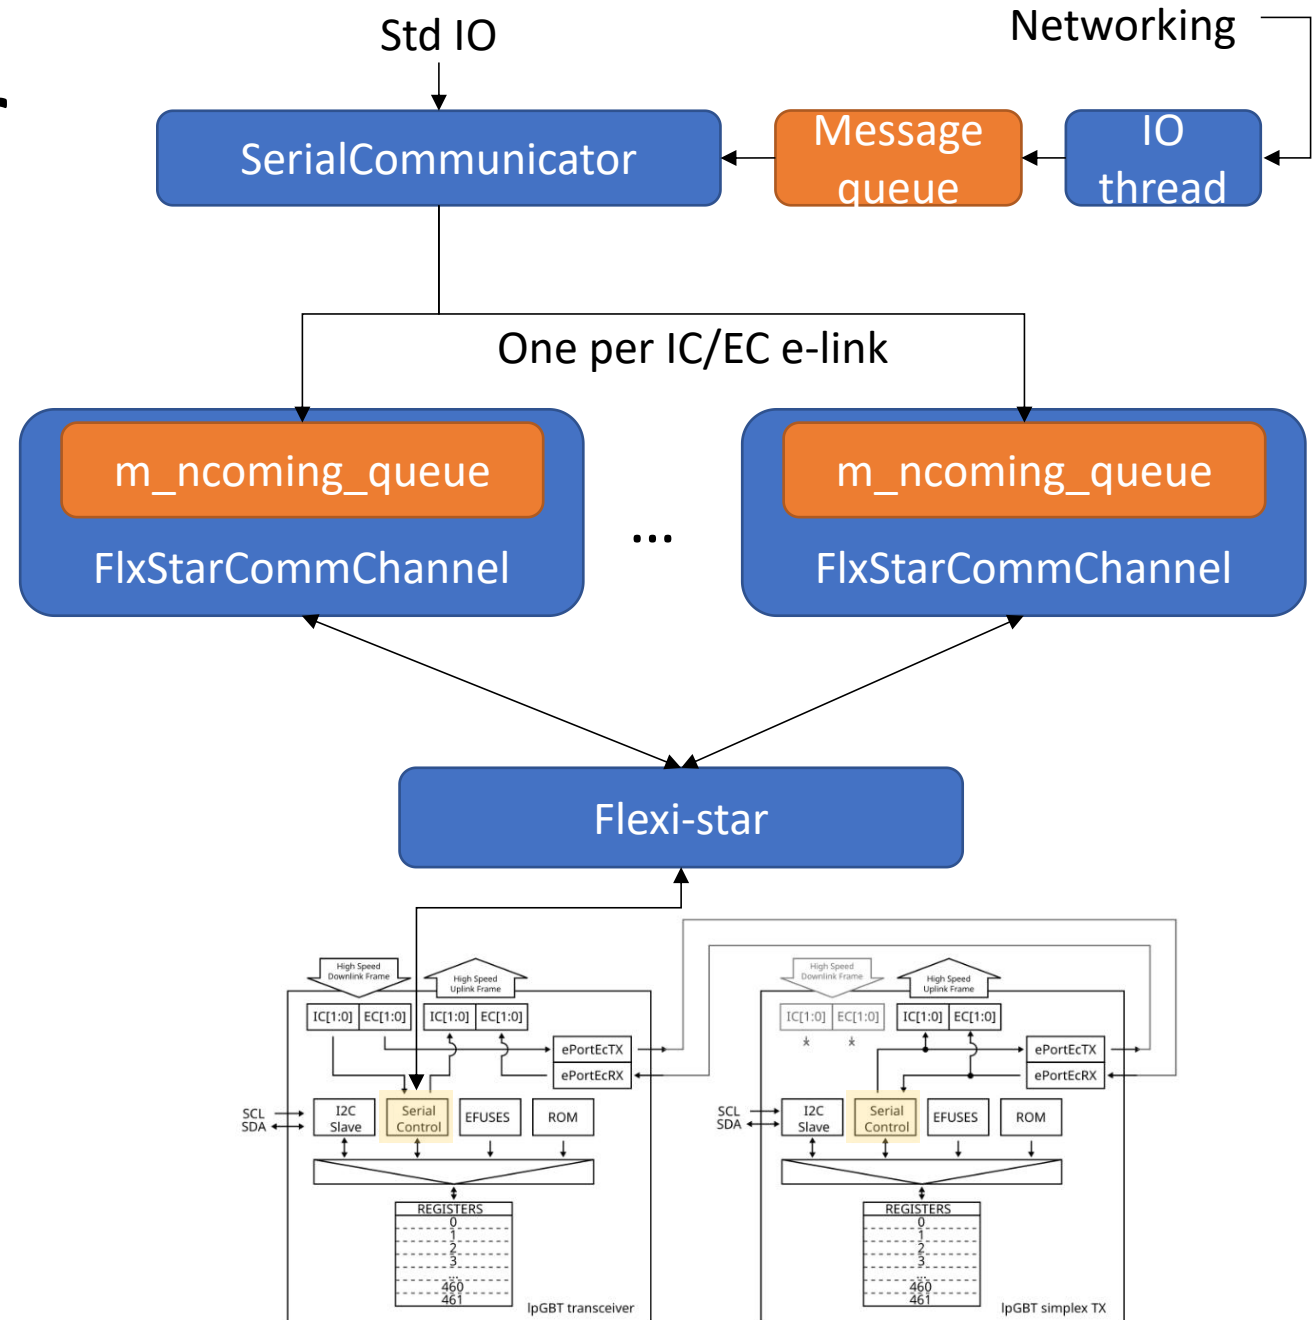 Std IO
Networking
SerialCommunicator
Message
queue
IO
thread
One per IC/EC e-link
m_ncoming_queue
FlxStarCommChannel
...
m_ncoming_queue
FlxStarCommChannel
Flexi-star
High Speed
Downlink Frame
High Speed
Uplink Frame
IC[1:0] EC[1:0] IC[1:0] EC[1:0]
ePortEcTX
ePortEcRX
SCL
SDA
I2C
Slave
Serial
Control
EFUSES
ROM
REGISTERS
0
1
2
3
...
460
461
lpGBT transceiver
High Speed
Downlink Frame
High Speed
Uplink Frame
IC[1:0] EC[1:0] IC[1:0] EC[1:0]
ePortEcTX
ePortEcRX
SCL
SDA
I2C
Slave
Serial
Control
EFUSES
ROM
REGISTERS
0
1
2
3
...
460
461
lpGBT simplex TX